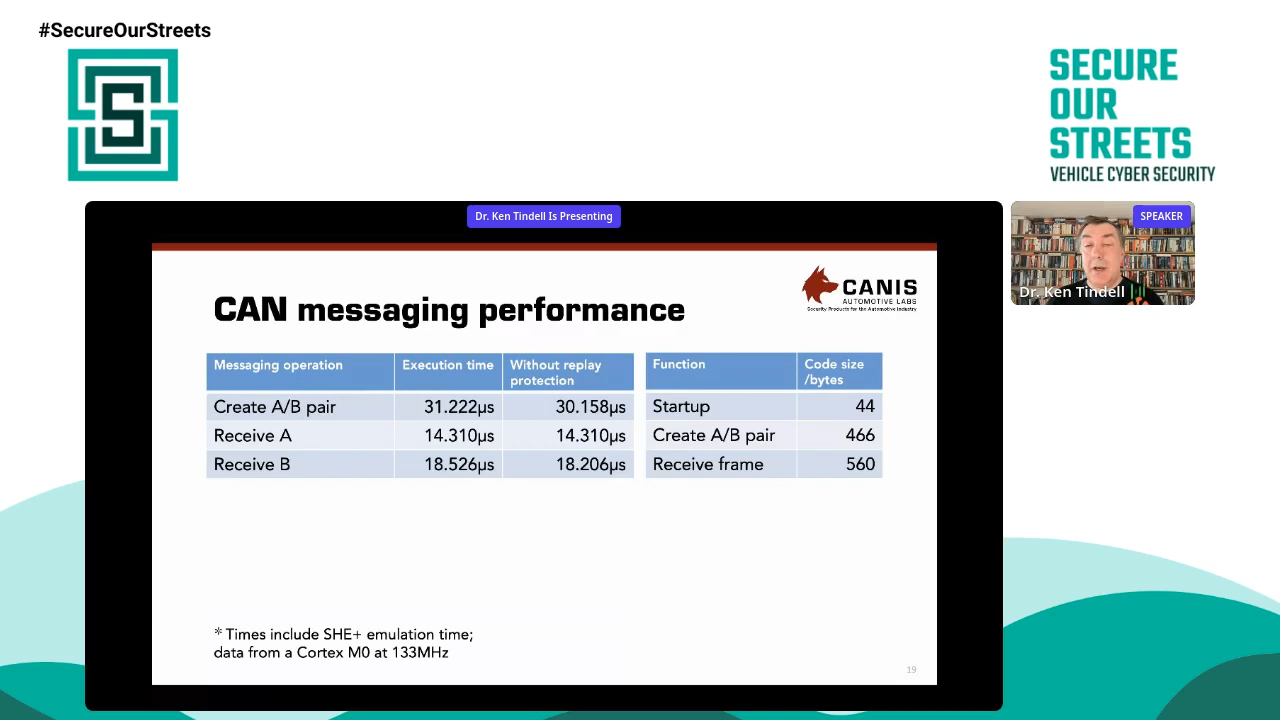 #SecureOurStreets
SECURE
OUR
STREETS
VEHICLE CYBER SECURITY
Dr. Ken Tindell Is Presenting
SPEAKER
Dr. Ken Tindell
CANIS
AUTOMOTIVE LABS
Security Products for the Automotive Industry
CAN messaging performance
Messaging operation Execution time Without replay protection
Create A/B pair 31.222µs 30.158µs
Receive A 14.310µs 14.310µs
Receive B 18.526µs 18.206µs
Function Code size /bytes
Startup 44
Create A/B pair 466
Receive frame 560
* Times include SHE+ emulation time;
data from a Cortex M0 at 133MHz
19